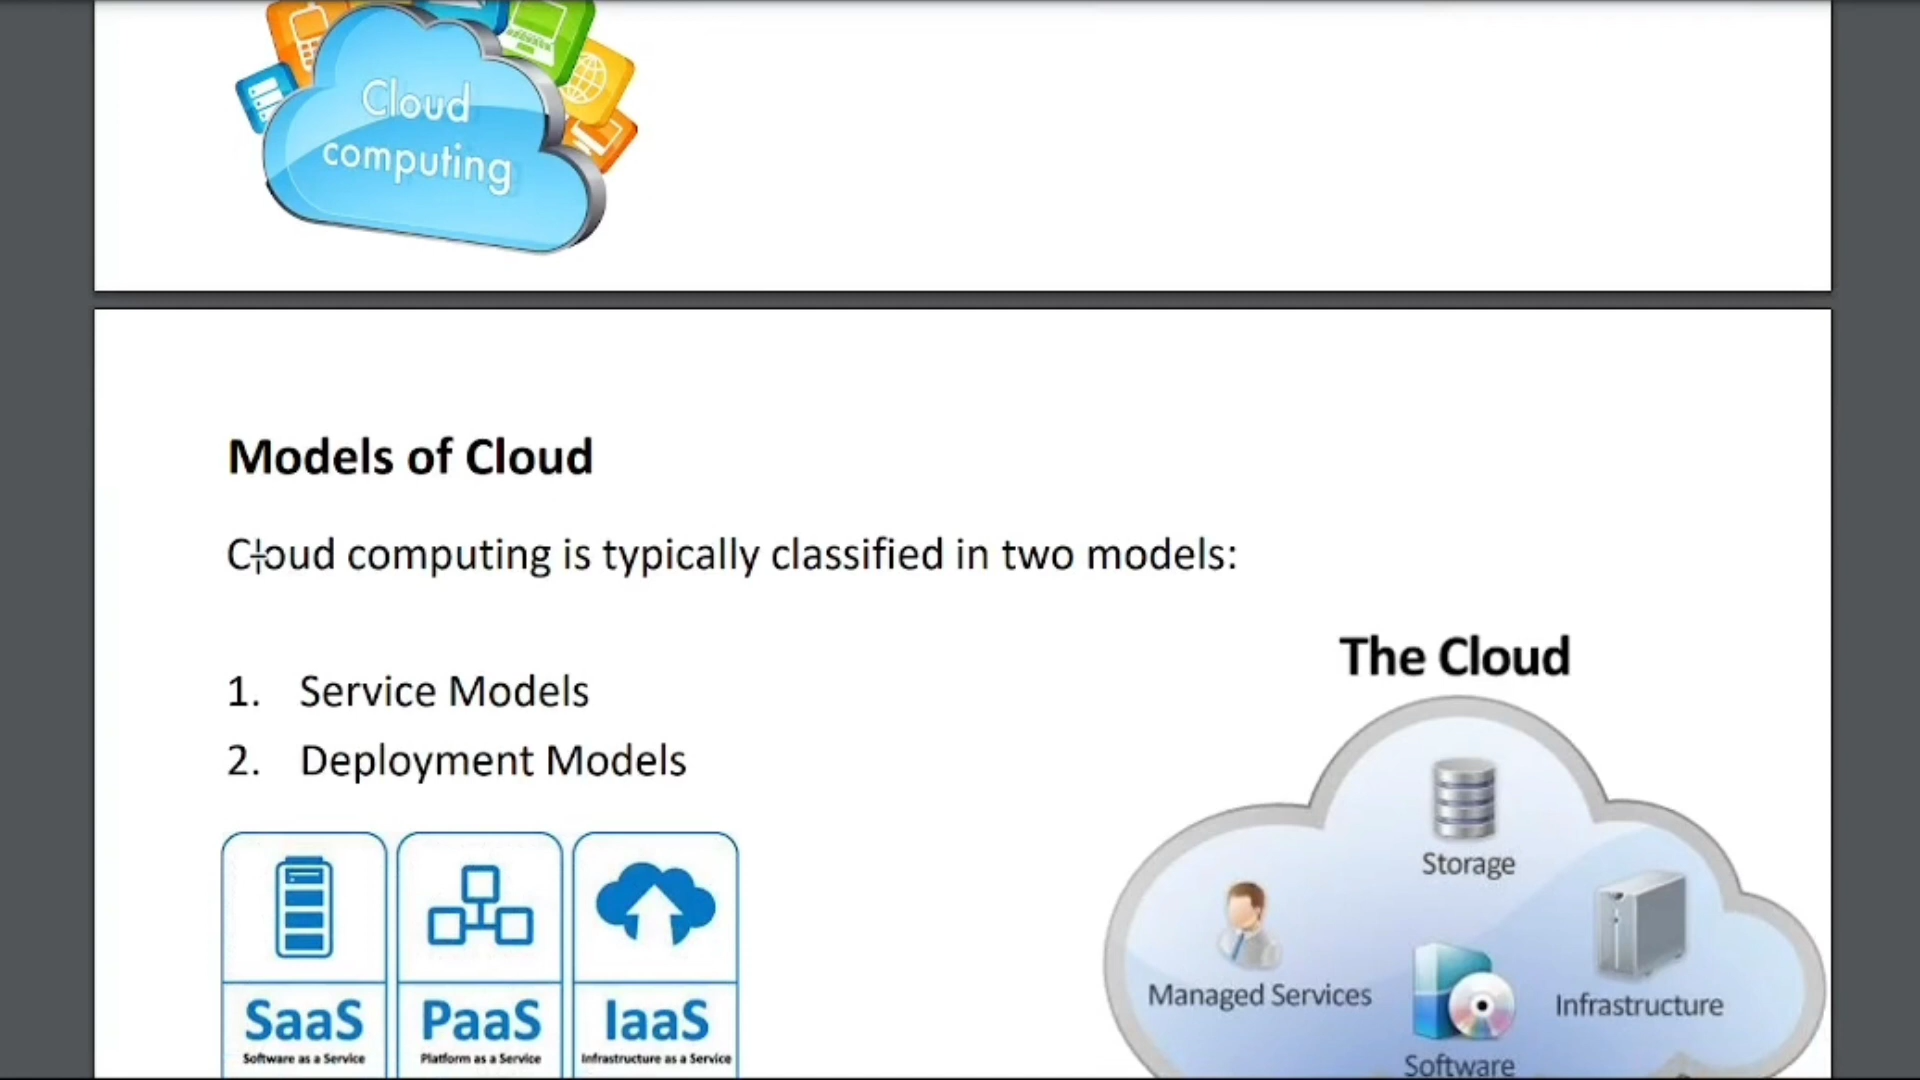 Cloud
computing
Models of Cloud
Cloud computing is typically classified in two models:
1. Service Models
2. Deployment Models
The Cloud
Storage
Managed Services
Infrastructure
Software
SaaS
Software as a Service
PaaS
Platform as a Service
IaaS
Infrastructure as a Service